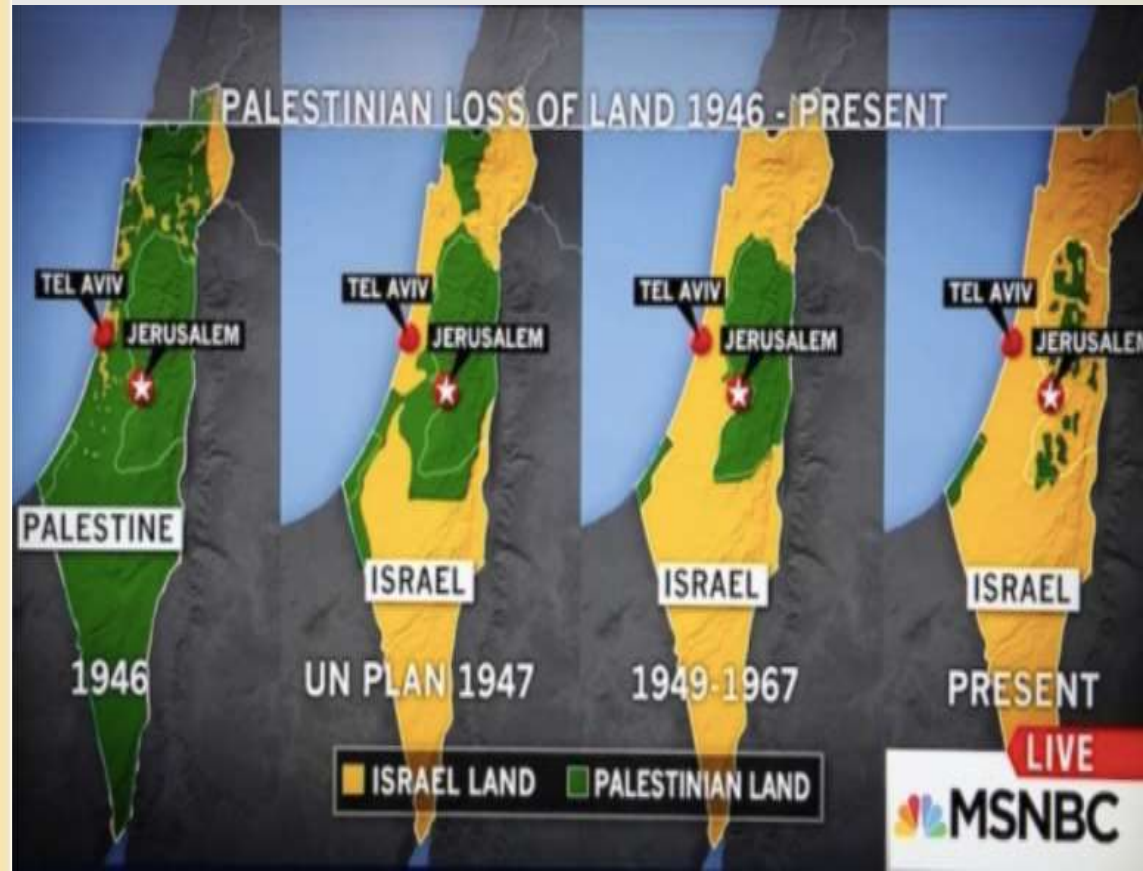 PALESTINIAN LOSS OF LAND 1946 - PRESENT
TEL AVIV
JERUSALEM
PALESTINE
1946
TEL AVIV
JERUSALEM
ISRAEL
UN PLAN 1947
TEL AVIV
JERUSALEM
ISRAEL
1949-1967
TEL AVIV
JERUSALEM
ISRAEL
PRESENT
ISRAEL LAND
PALESTINIAN LAND
LIVE
MSNBC